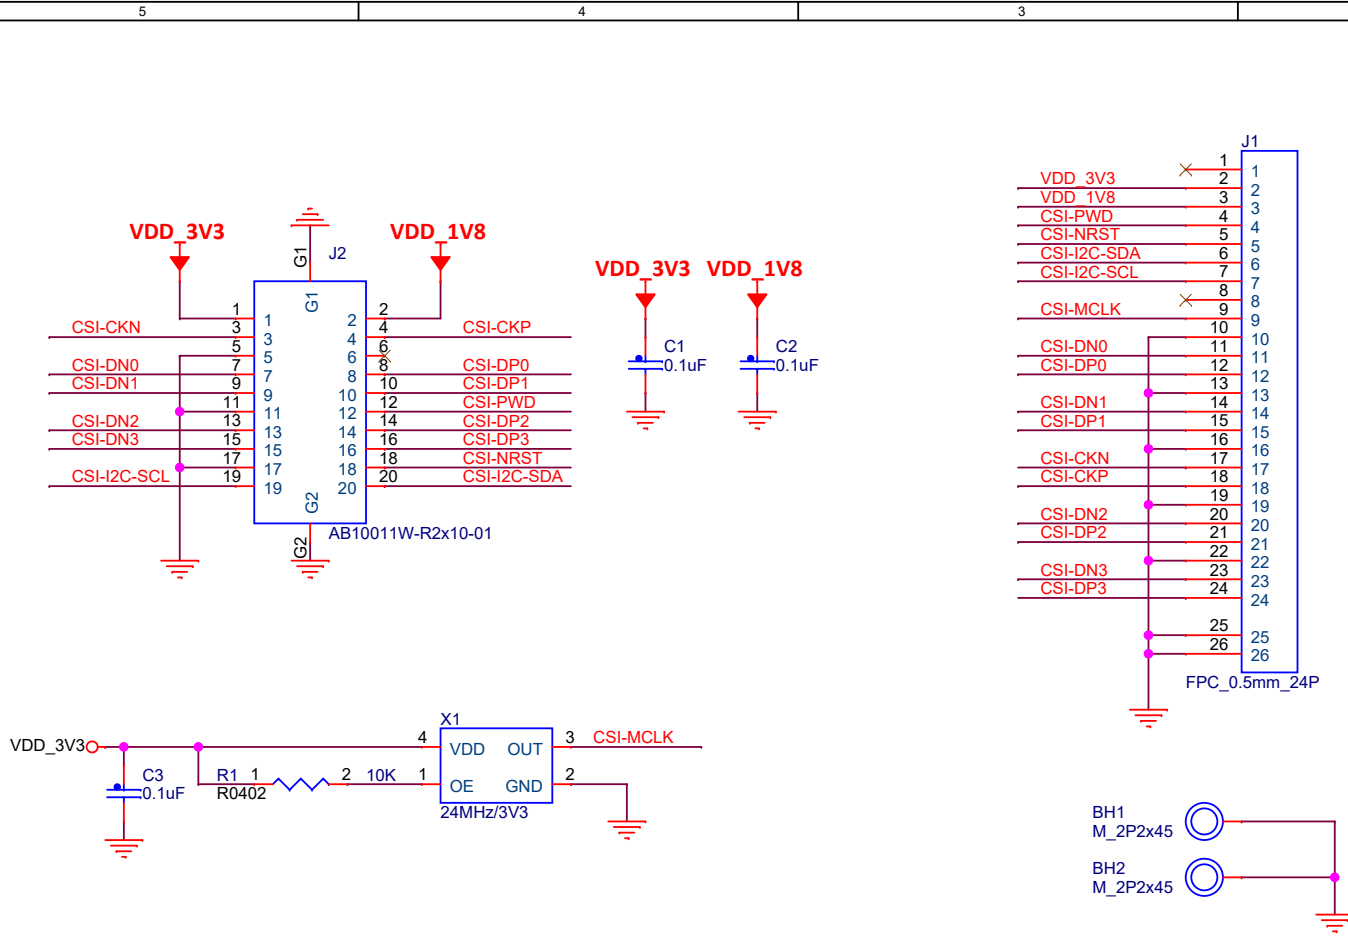 5
4
3
VDD_3V3
VDD_1V8
G1
J2
G1
1
1
2
2
CSI-CKN
3
3
4
4
CSI-CKP
5
5
6
6
CSI-DN0
7
7
8
8
CSI-DP0
CSI-DN1
9
9
10
10
CSI-DP1
11
11
12
12
CSI-PWD
CSI-DN2
13
13
14
14
CSI-DP2
CSI-DN3
15
15
16
16
CSI-DP3
17
17
18
18
CSI-NRST
CSI-I2C-SCL
19
19
20
20
CSI-I2C-SDA
G2
G2
AB10011W-R2x10-01
VDD_3V3
VDD_1V8
C1
0.1uF
C2
0.1uF
J1
1
1
VDD_3V3
2
2
VDD_1V8
3
3
CSI-PWD
4
4
CSI-NRST
5
5
CSI-I2C-SDA
6
6
CSI-I2C-SCL
7
7
8
8
CSI-MCLK
9
9
10
10
CSI-DN0
11
11
CSI-DP0
12
12
13
13
CSI-DN1
14
14
CSI-DP1
15
15
16
16
CSI-CKN
17
17
CSI-CKP
18
18
19
19
CSI-DN2
20
20
CSI-DP2
21
21
22
22
CSI-DN3
23
23
CSI-DP3
24
24
25
25
26
26
FPC_0.5mm_24P
X1
VDD_3V3
4
VDD
OUT
3
CSI-MCLK
C3
0.1uF
R1
1
2
10K
R0402
1
OE
GND
2
24MHz/3V3
BH1
M_2P2x45
BH2
M_2P2x45